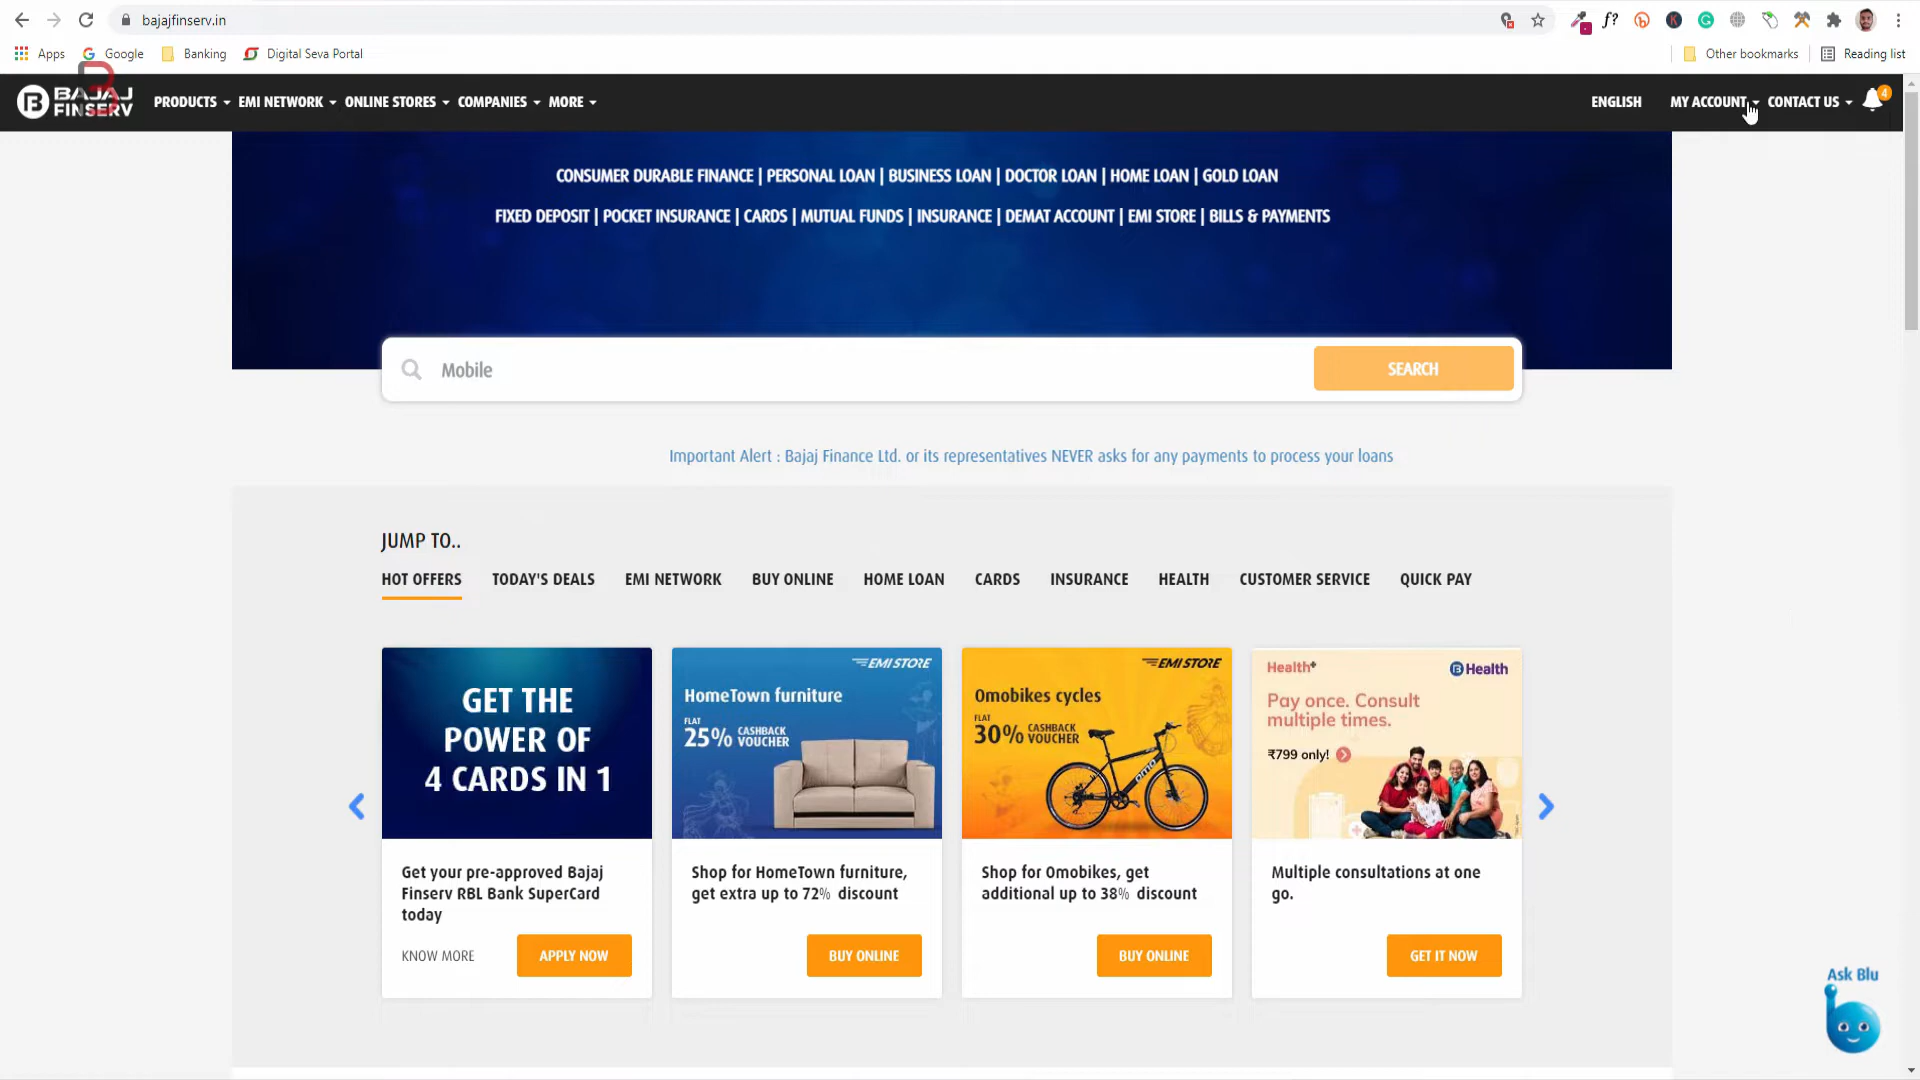 bajajfinserv.in
f?
Apps
Google
Banking
Digital Seva Portal
Other bookmarks
Reading list
BAJAJ
FINSERV
PRODUCTS
EMI NETWORK
ONLINE STORES
COMPANIES
MORE
ENGLISH
MY ACCOUNT
CONTACT US
4
CONSUMER DURABLE FINANCE | PERSONAL LOAN | BUSINESS LOAN | DOCTOR LOAN | HOME LOAN | GOLD LOAN
FIXED DEPOSIT | POCKET INSURANCE | CARDS | MUTUAL FUNDS | INSURANCE | DEMAT ACCOUNT | EMI STORE | BILLS & PAYMENTS
Mobile
SEARCH
Important Alert : Bajaj Finance Ltd. or its representatives NEVER asks for any payments to process your loans
JUMP TO..
HOT OFFERS
TODAY'S DEALS
EMI NETWORK
BUY ONLINE
HOME LOAN
CARDS
INSURANCE
HEALTH
CUSTOMER SERVICE
QUICK PAY
GET THE
POWER OF
4 CARDS IN 1
Get your pre-approved Bajaj
Finserv RBL Bank SuperCard
today
KNOW MORE
APPLY NOW
EMI STORE
HomeTown furniture
FLAT
25% CASHBACK
VOUCHER
Shop for HomeTown furniture,
get extra up to 72% discount
BUY ONLINE
EMI STORE
Omobikes cycles
FLAT
30% CASHBACK
VOUCHER
omo
Shop for Omobikes, get
additional up to 38% discount
BUY ONLINE
Health+
Health
Pay once. Consult
multiple times.
₹799 only!
Multiple consultations at one
go.
GET IT NOW
Ask Blu